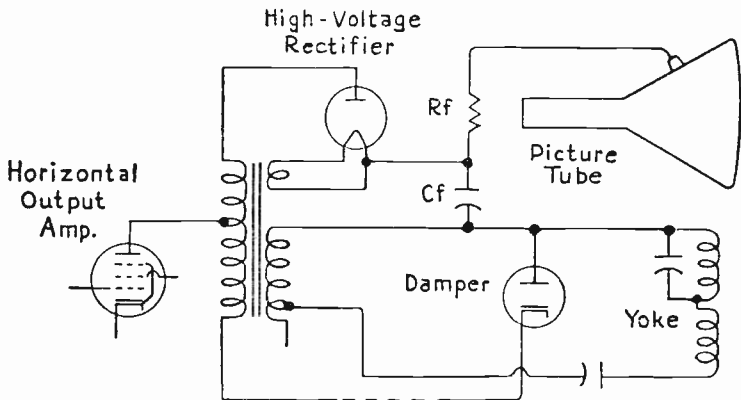 High-Voltage
Rectifier
Rf
Picture
Tube
Horizontal
Output
Amp.
Cf
Damper
Yoke